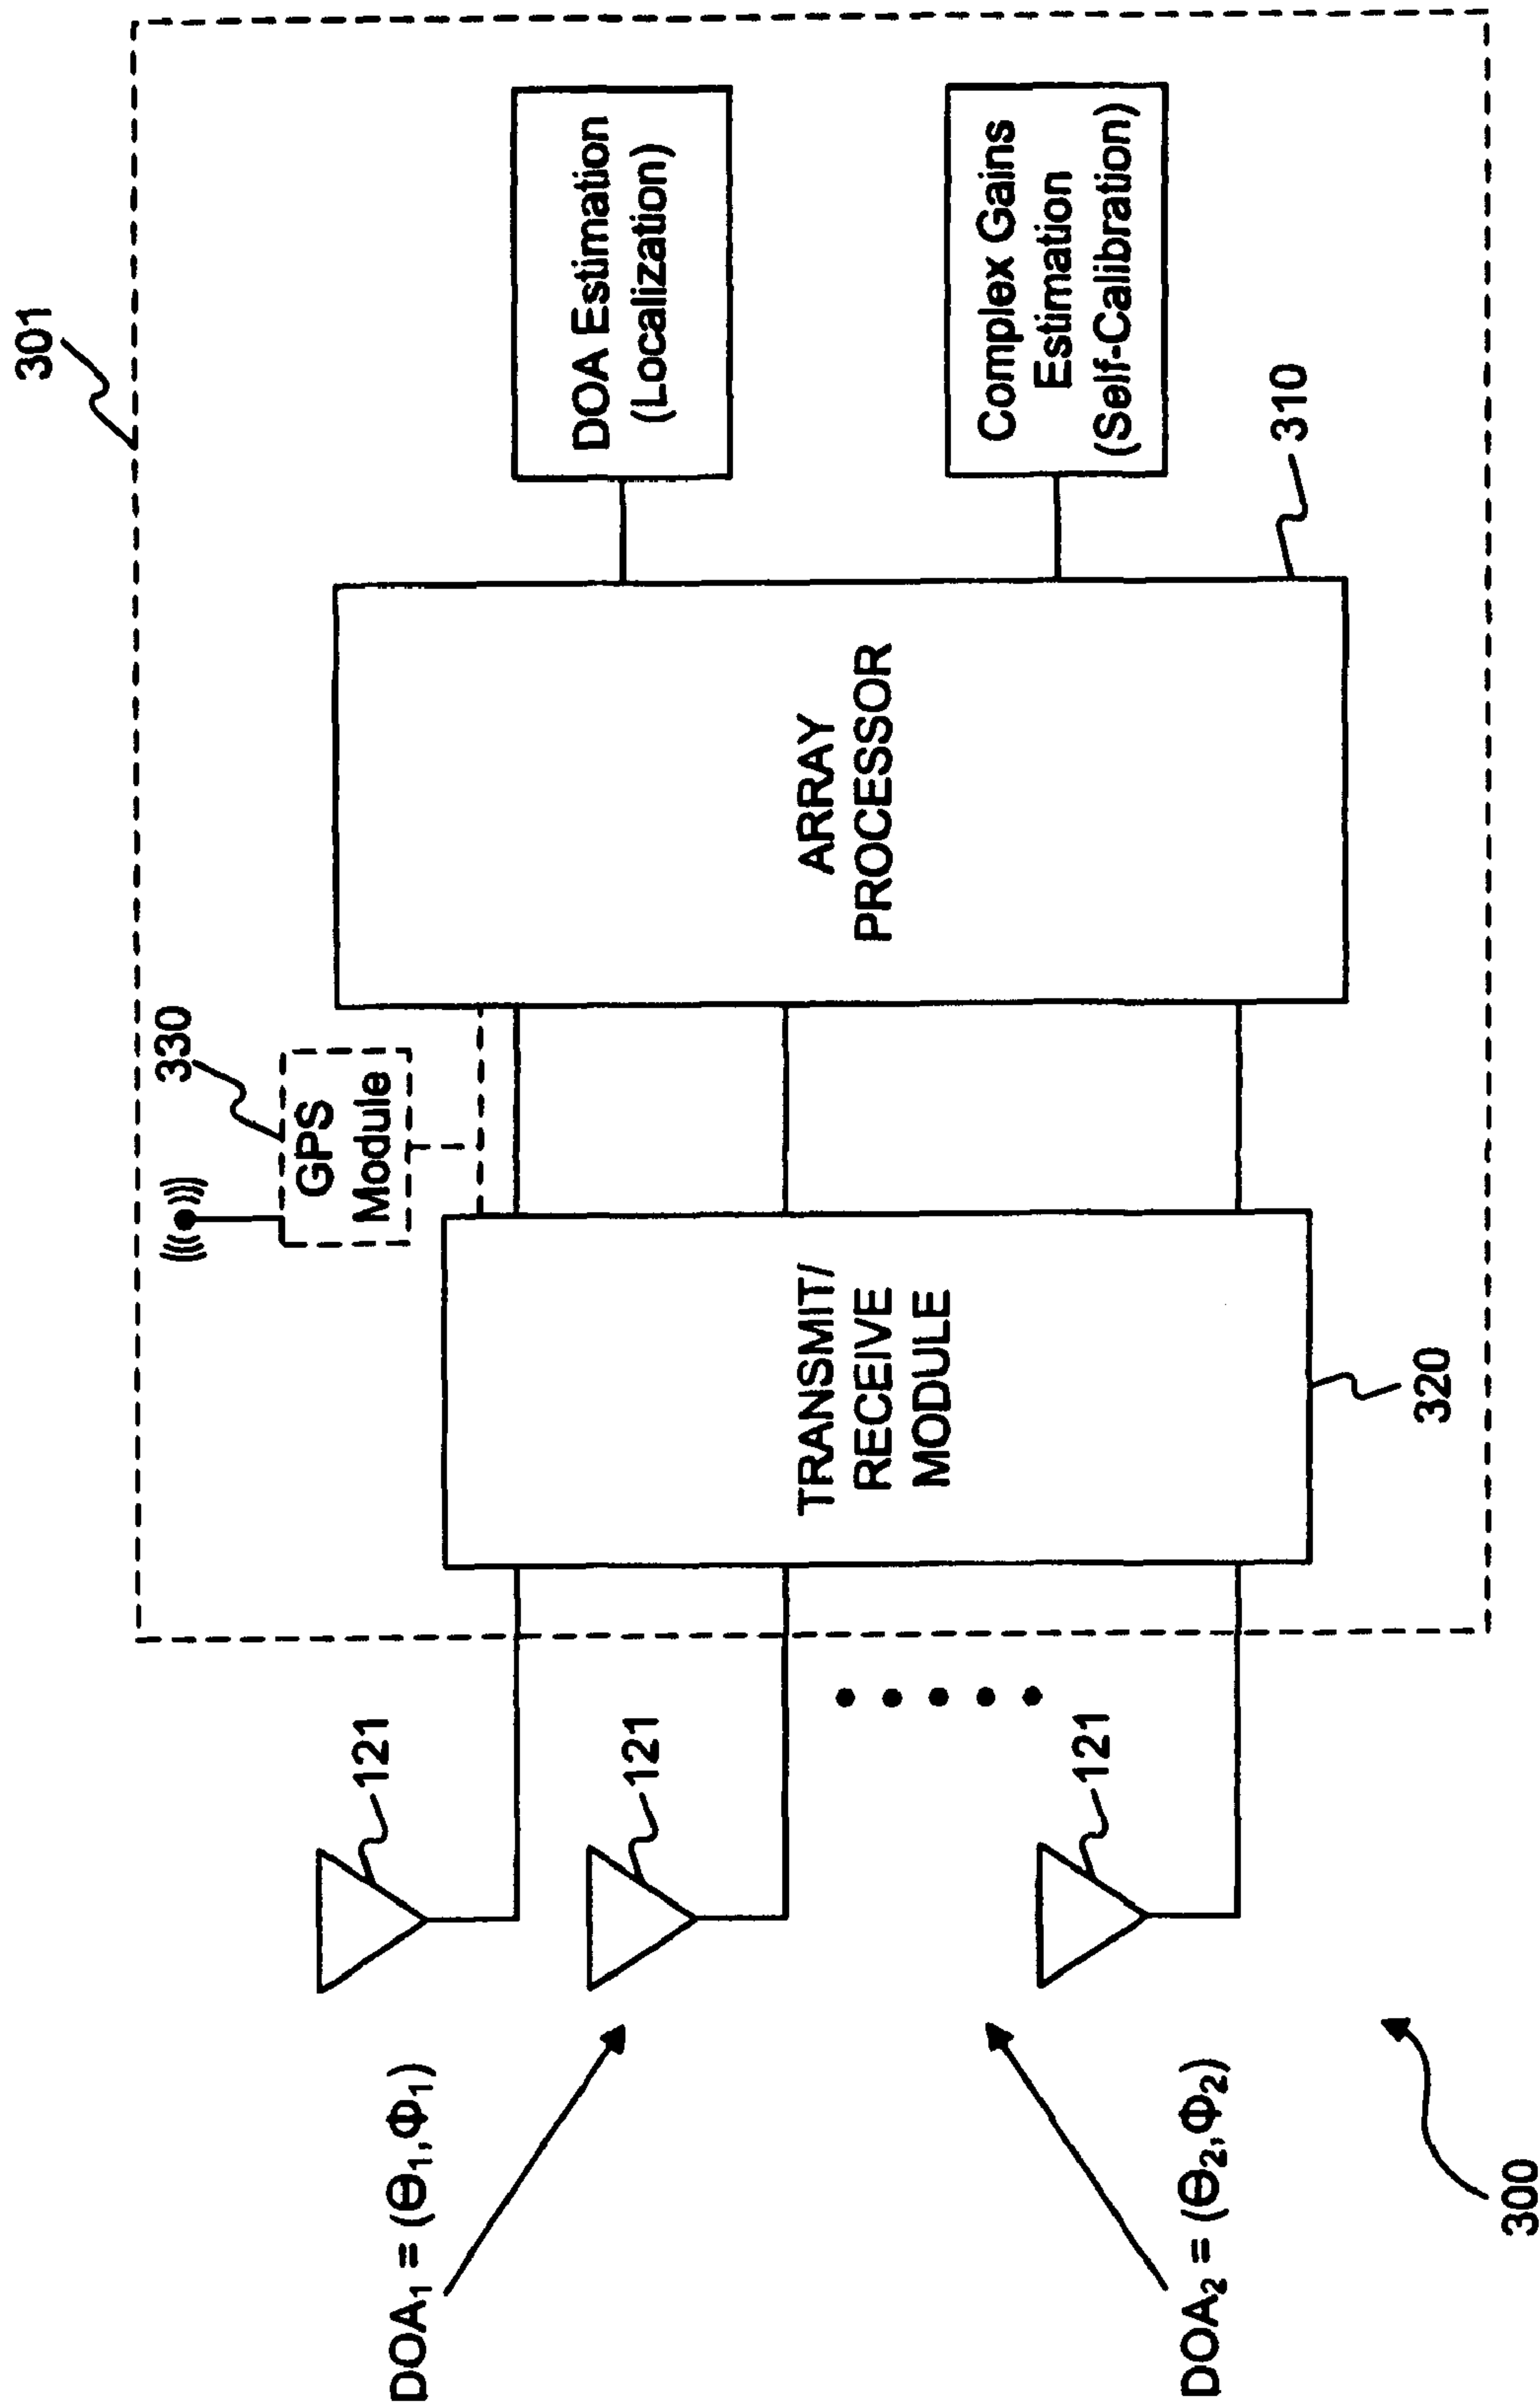 301
330
GPS
Module
DOA Estimation
(Localization)
121
TRANSMIT/
RECEIVE
MODULE
ARRAY
PROCESSOR
DOA₁ = (Θ₁,Φ₁)
121
Complex Gains
Estimation
(Self-Calibration)
121
310
DOA₂ = (Θ₂,Φ₂)
320
300